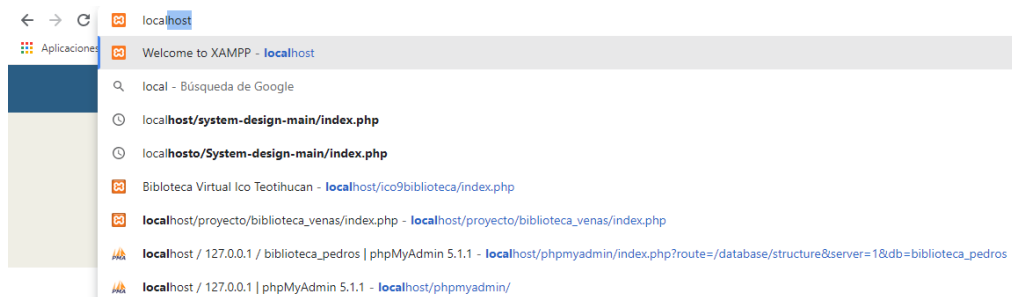 localhost
Aplicaciones
Welcome to XAMPP - localhost
local - Búsqueda de Google
localhost/system-design-main/index.php
localhosto/System-design-main/index.php
Bibloteca Virtual Ico Teotihucan - localhost/ico9biblioteca/index.php
localhost/proyecto/biblioteca_venas/index.php - localhost/proyecto/biblioteca_venas/index.php
localhost / 127.0.0.1 / biblioteca_pedros | phpMyAdmin 5.1.1 - localhost/phpmyadmin/index.php?route=/database/structure&server=1&db=biblioteca_pedros
localhost / 127.0.0.1 | phpMyAdmin 5.1.1 - localhost/phpmyadmin/